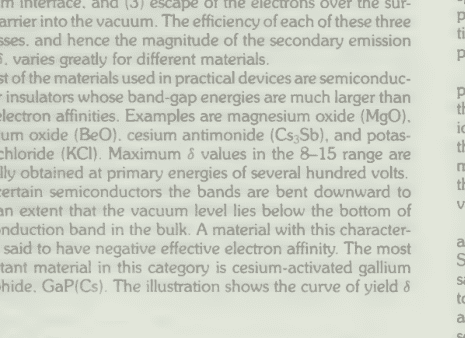 m interface, and (3) escape of the electrons over the sur-
arrier into the vacuum. The efficiency of each of these three
sses, and hence the magnitude of the secondary emission
, varies greatly for different materials.
st of the materials used in practical devices are semiconduc-
r insulators whose band-gap energies are much larger than
electron affinities. Examples are magnesium oxide (MgO),
um oxide (BeO), cesium antimonide (Cs₃Sb), and potas-
chloride (KCl). Maximum δ values in the 8–15 range are
lly obtained at primary energies of several hundred volts.
certain semiconductors the bands are bent downward to
an extent that the vacuum level lies below the bottom of
onduction band in the bulk. A material with this character-
said to have negative effective electron affinity. The most
tant material in this category is cesium-activated gallium
phide, GaP(Cs). The illustration shows the curve of yield δ